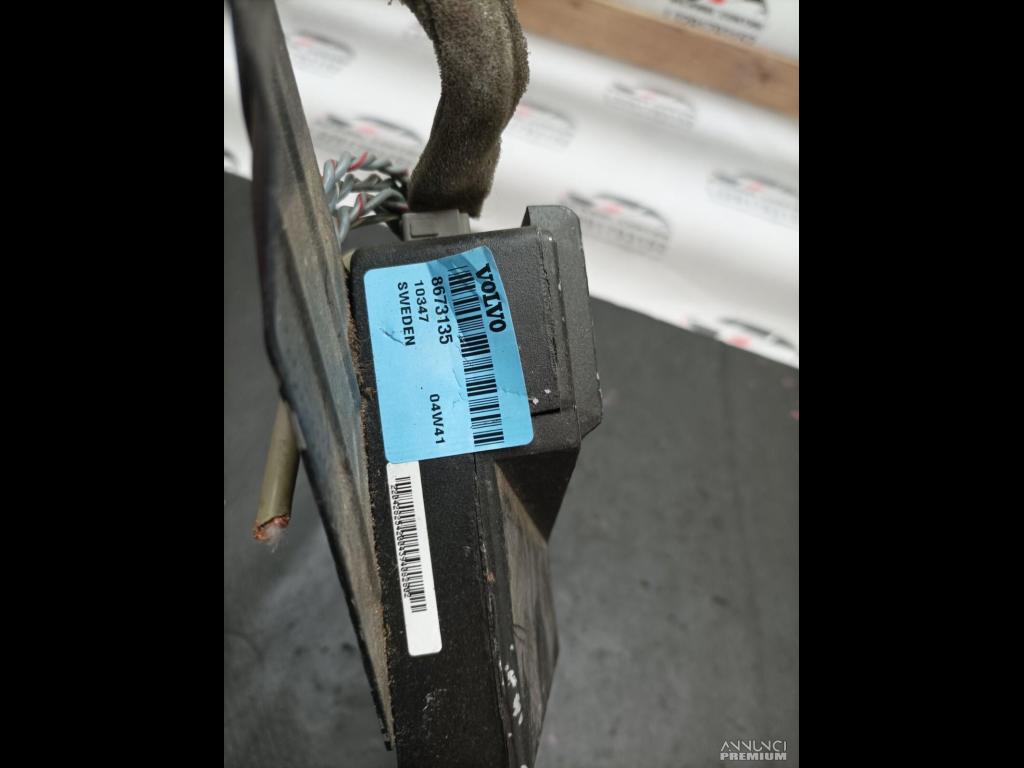 VOLVO
8673135
10347
SWEDEN
04W41
ANNUNCI
PREMIUM